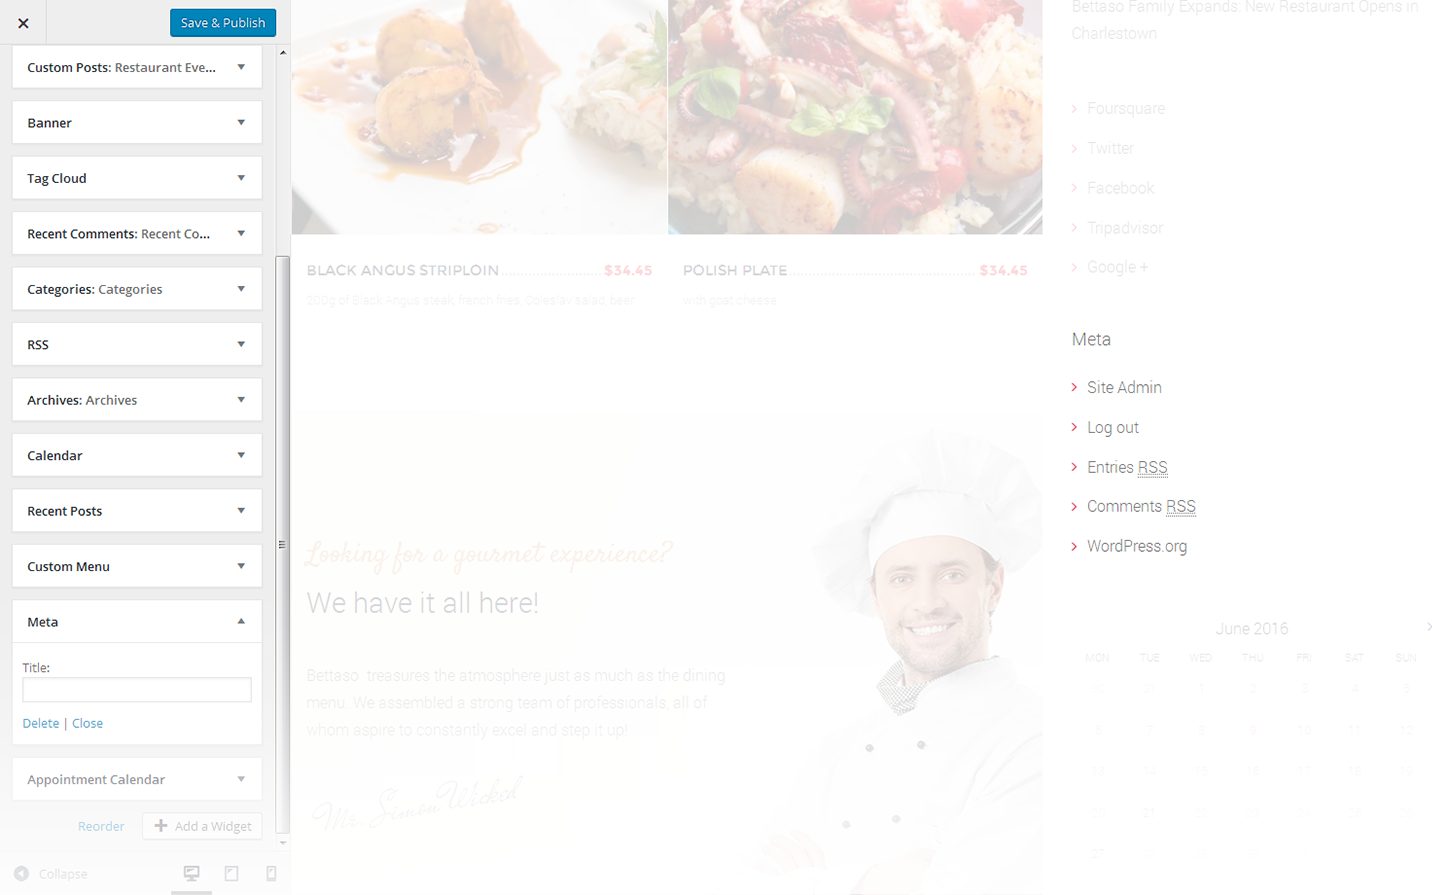 Save & Publish
Custom Posts: Restaurant Eve...
Banner
Tag Cloud
Recent Comments: Recent Co...
Categories: Categories
RSS
Archives: Archives
Calendar
Recent Posts
Custom Menu
Meta
Title:
Delete | Close
Appointment Calendar
Reorder
Add a Widget
Collapse
BLACK ANGUS STRIPLOIN $34.45
200g of Black Angus steak, french fries, Coleslav salad, beer
POLISH PLATE $34.45
with goat cheese
Looking for a gourmet experience?
We have it all here!
Bettaso treasures the atmosphere just as much as the dining
menu. We assembled a strong team of professionals, all of
whom aspire to constantly excel and step it up!
Mr. Simon Wicked
Bettaso Family Expands: New Restaurant Opens in
Charlestown
Foursquare
Twitter
Facebook
Tripadvisor
Google +
Meta
Site Admin
Log out
Entries RSS
Comments RSS
WordPress.org
June 2016
MON TUE WED THU FRI SAT SUN
30 31 1 2 3 4 5
6 7 8 9 10 11 12
13 14 15 16 17 18 19
20 21 22 23 24 25 26
27